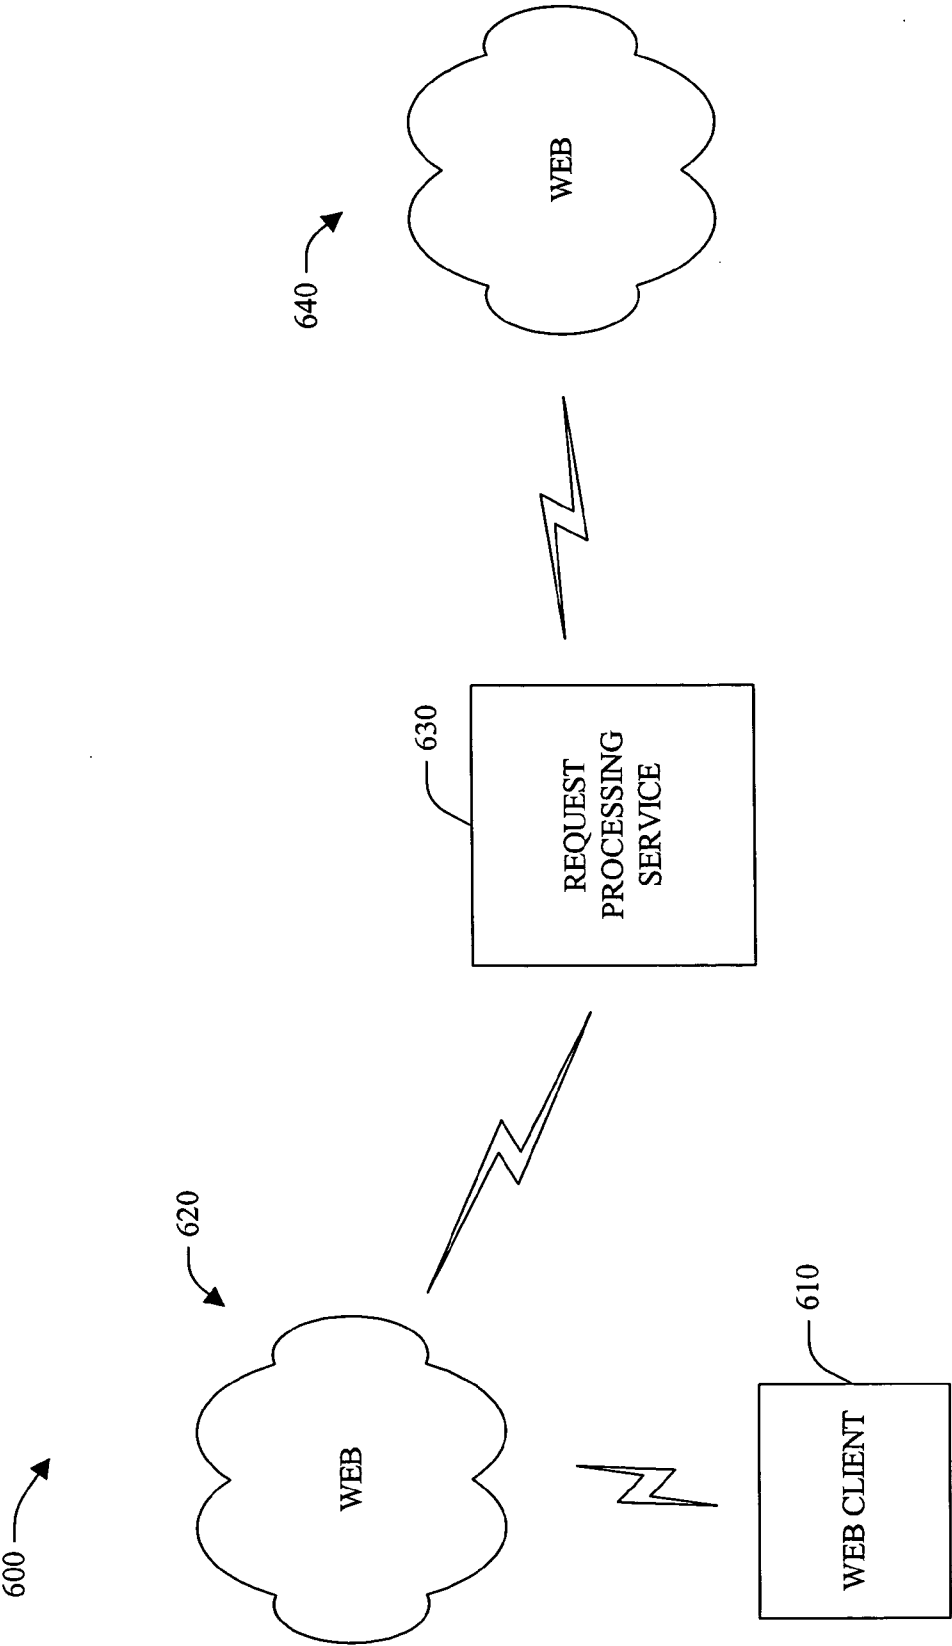 600
620
WEB
640
WEB
630
REQUEST
PROCESSING
SERVICE
610
WEB CLIENT